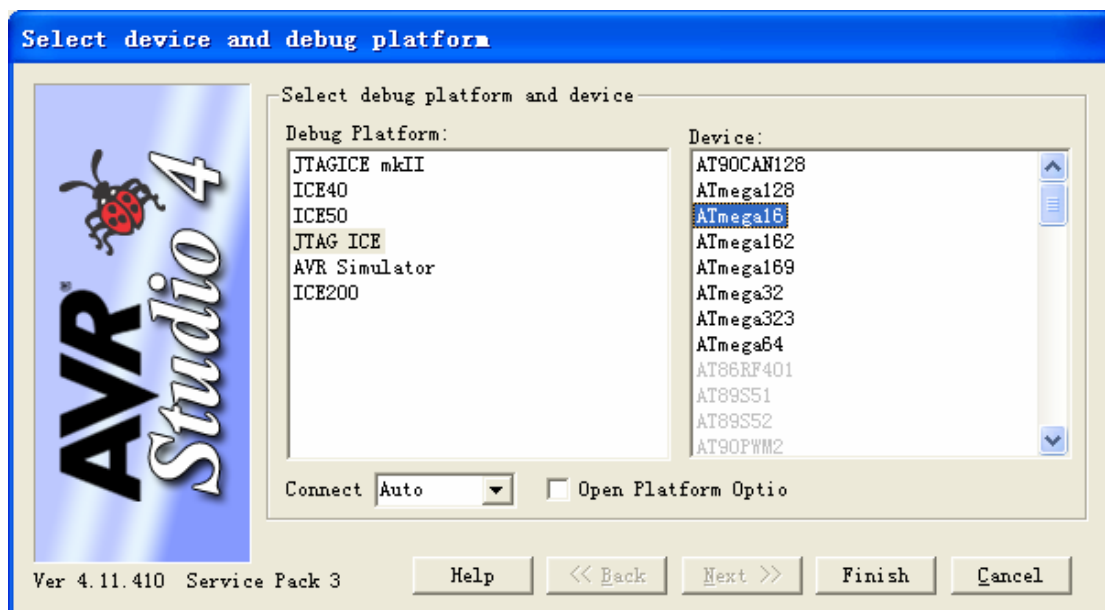 Select device and debug platform
AVR
Studio 4
Select debug platform and device
Debug Platform:
JTAGICE mkII
ICE40
ICE50
JTAG ICE
AVR Simulator
ICE200
Device:
AT90CAN128
ATmega128
ATmega16
ATmega162
ATmega169
ATmega32
ATmega323
ATmega64
AT86RF401
AT89S51
AT89S52
AT90PWM2
Connect Auto
Open Platform Optio
Ver 4.11.410 Service Pack 3
Help
<< Back
Next >>
Finish
Cancel